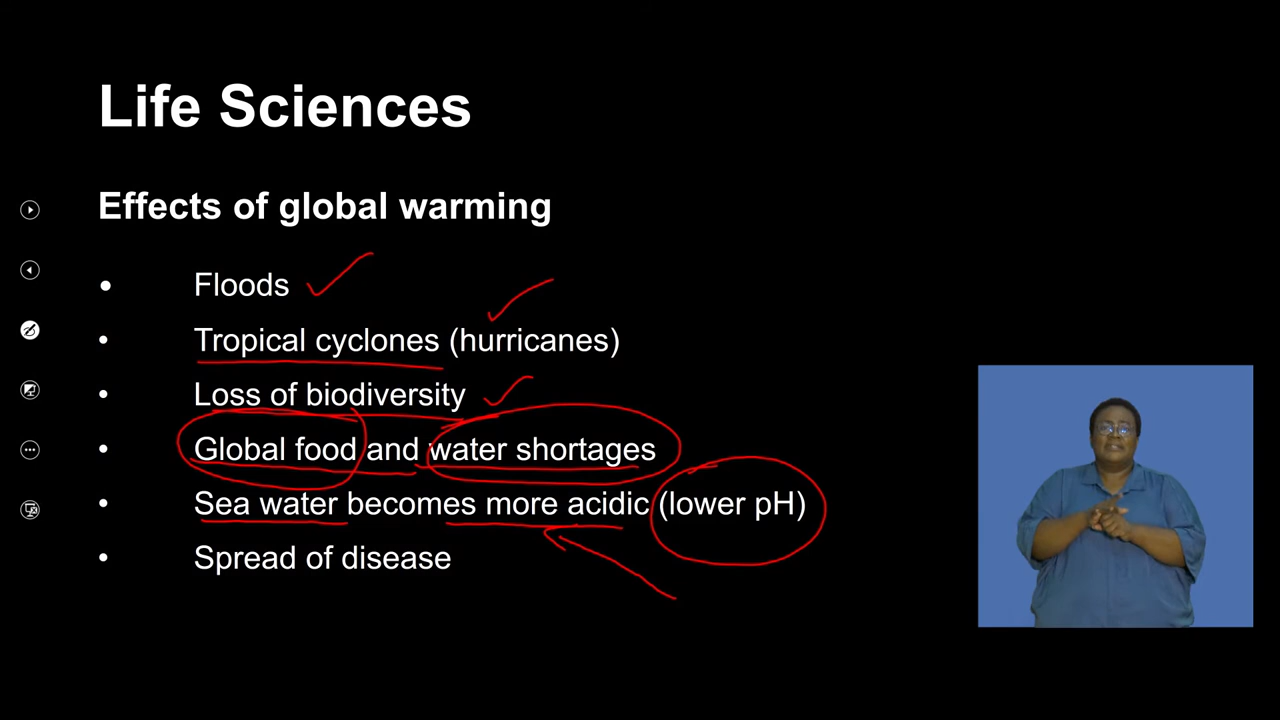 Life Sciences
Effects of global warming
• Floods
• Tropical cyclones (hurricanes)
• Loss of biodiversity
• Global food and water shortages
• Sea water becomes more acidic (lower pH)
• Spread of disease